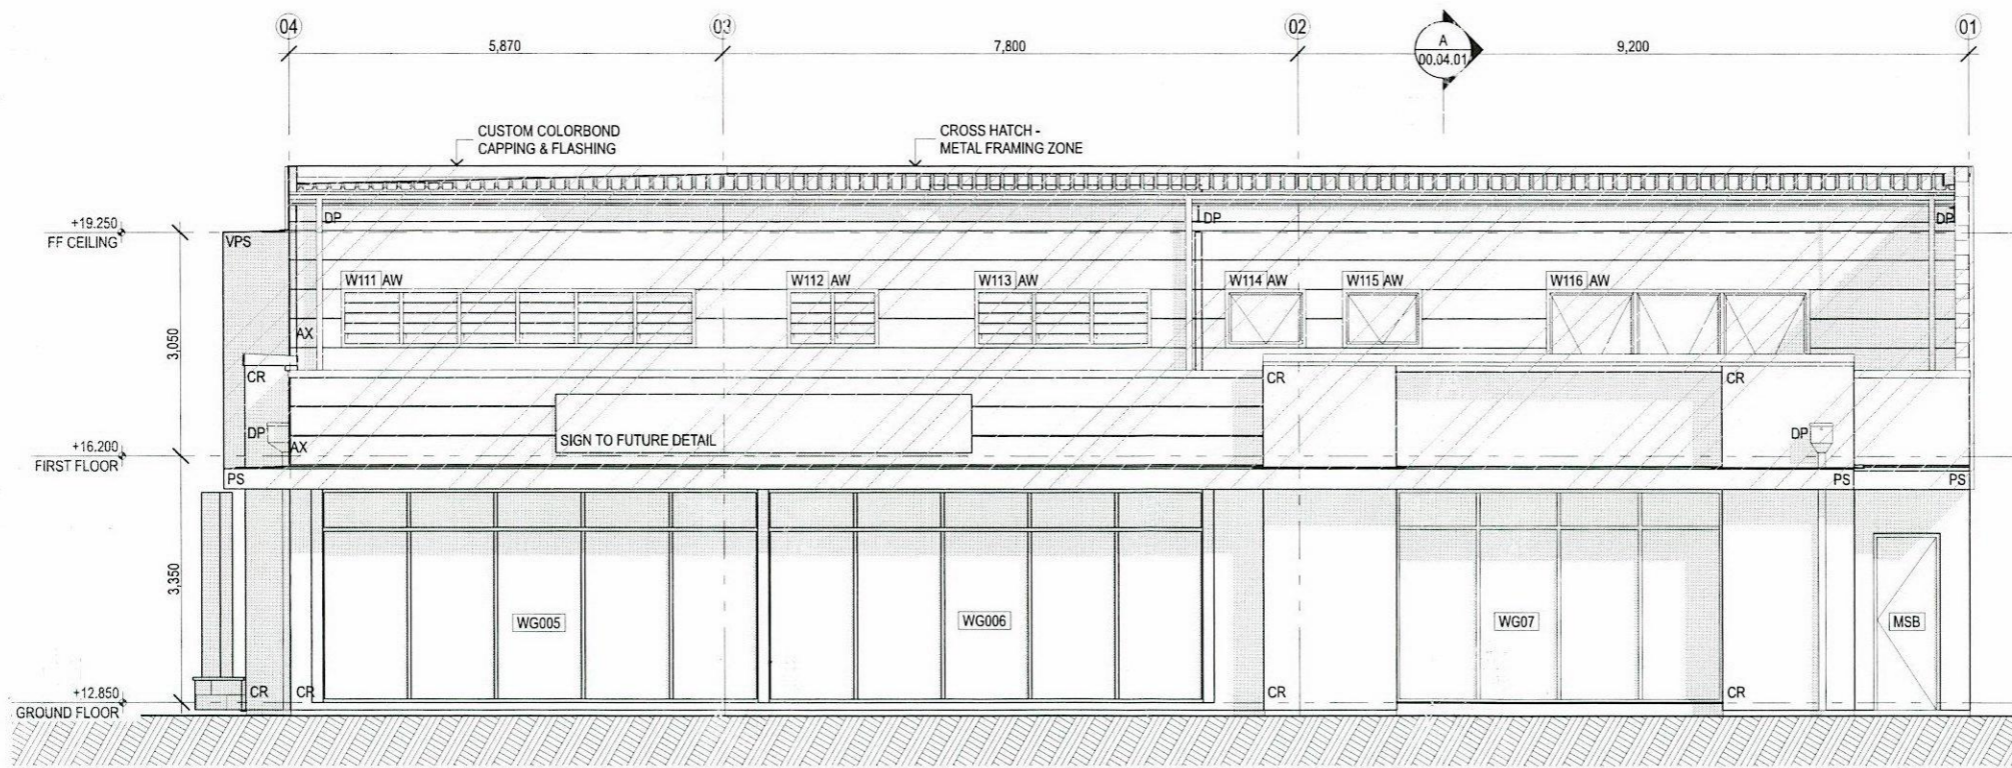 04
03
02
01
5,870
7,800
A
00.04.01
9,200
CUSTOM COLORBOND
CAPPING & FLASHING
CROSS HATCH -
METAL FRAMING ZONE
+19.250
FF CEILING
VPS
DP
DP
DP
W111 AW
W112 AW
W113 AW
W114 AW
W115 AW
W116 AW
3,050
AX
CR
CR
CR
DP
AX
SIGN TO FUTURE DETAIL
DP
+16.200
FIRST FLOOR
PS
PS
PS
3,350
WG005
WG006
WG07
MSB
+12.850
GROUND FLOOR
CR
CR
CR
CR